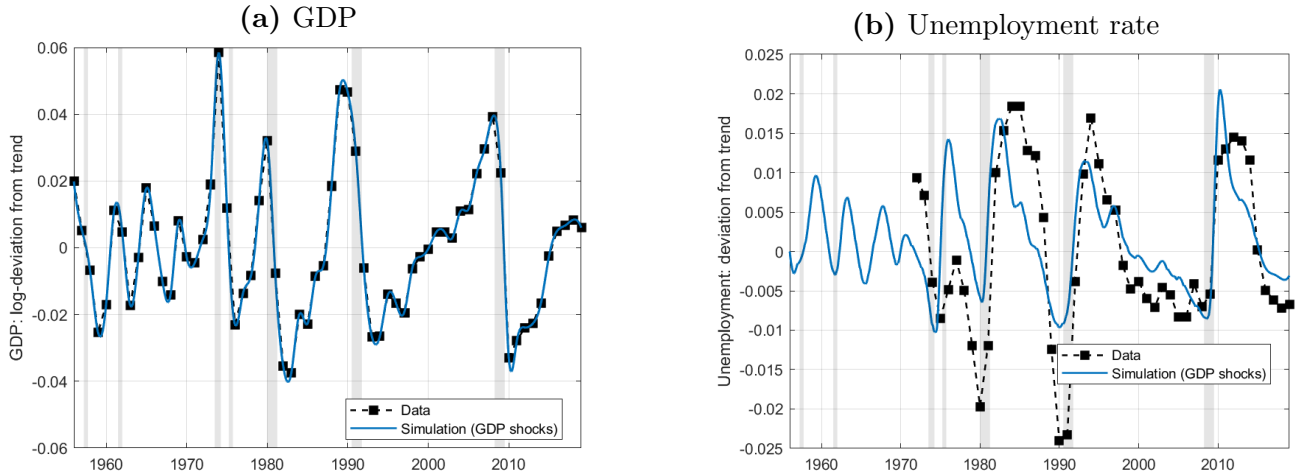 (a) GDP
GDP: log-deviation from trend
0.06
0.04
0.02
0
-0.02
-0.04
-0.06
1960 1970 1980 1990 2000 2010
Data
Simulation (GDP shocks)
(b) Unemployment rate
Unemployment: deviation from trend
0.025
0.02
0.015
0.01
0.005
0
-0.005
-0.01
-0.015
-0.02
-0.025
1960 1970 1980 1990 2000 2010
Data
Simulation (GDP shocks)